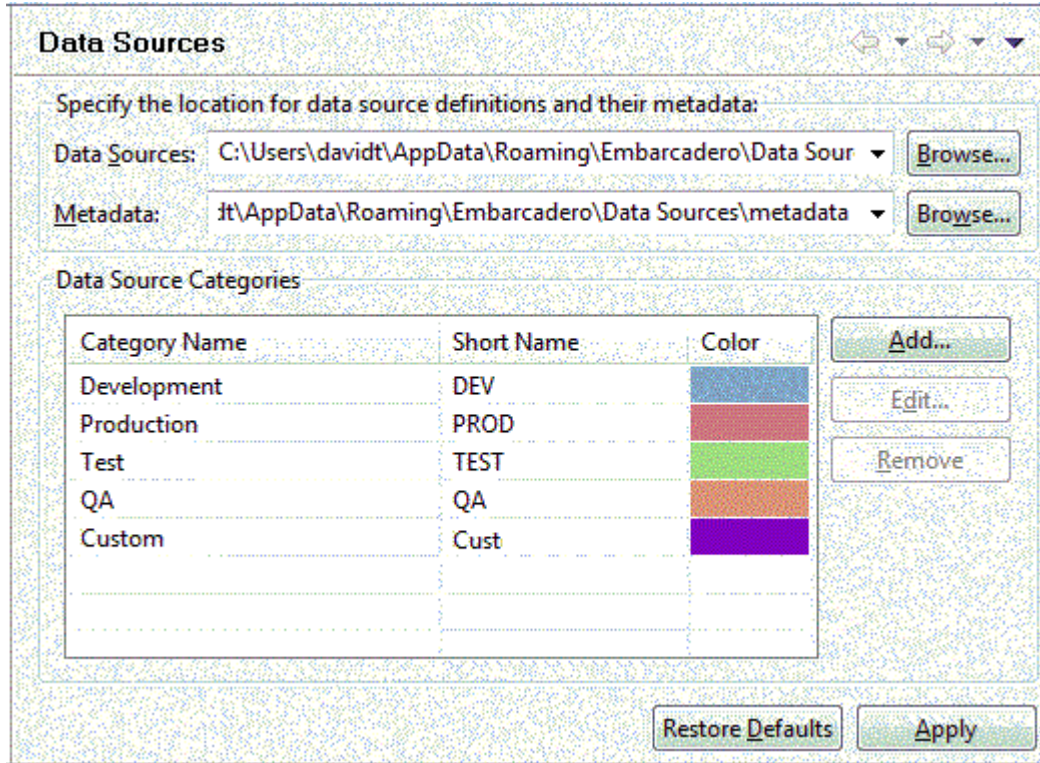 Data Sources
Specify the location for data source definitions and their metadata:
Data Sources: C:\Users\davidt\AppData\Roaming\Embarcadero\Data Sour Browse...
Metadata: dt\AppData\Roaming\Embarcadero\Data Sources\metadata Browse...
Data Source Categories
Category Name Short Name Color Add...
Development DEV Edit...
Production PROD
Test TEST Remove
QA QA
Custom Cust
Restore Defaults Apply